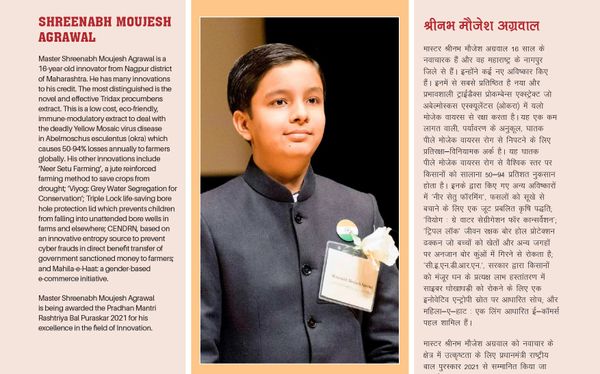 SHREENABH MOUJESH
AGRAWAL
Master Shreenabh Moujesh Agrawal is a
16-year-old innovator from Nagpur district
of Maharashtra. He has many innovations
to his credit. The most distinguished is the
novel and effective Tridax procumbens
extract. This is a low cost, eco-friendly,
immune-modulatory extract to deal with
the deadly Yellow Mosaic virus disease
in Abelmoschus esculentus (okra) which
causes 50-94% losses annually to farmers
globally. His other innovations include
'Neer Setu Farming', a jute reinforced
farming method to save crops from
drought; 'Viyog: Grey Water Segregation for
Conservation'; Triple Lock life-saving bore
hole protection lid which prevents children
from falling into unattended bore wells in
farms and elsewhere; CENDRN, based on
an innovative entropy source to prevent
cyber frauds in direct benefit transfer of
government sanctioned money to farmers;
and Mahila-e-Haat: a gender-based
e-commerce initiative.
Master Shreenabh Moujesh Agrawal
is being awarded the Pradhan Mantri
Rashtriya Bal Puraskar 2021 for his
excellence in the field of Innovation.
श्रीनभ मौजेश अग्रवाल
मास्टर श्रीनभ मौजेश अग्रवाल 16 साल के
नवाचारक हैं और वह महाराष्ट्र के नागपुर
जिले से हैं। इन्होंने कई नए अविष्कार किए
हैं। इनमें से सबसे प्रतिष्ठित है नया और
प्रभावशाली ट्राईडैक्स प्रोकम्बेन्स एक्स्ट्रेक्ट जो
अबेल्मोस्कस एस्क्यूलेंटस (ओकरा) में यलो
मोजेक वायरस से रक्षा करता है। यह एक कम
लागत वाली, पर्यावरण के अनुकूल, घातक
पीले मोजेक वायरस रोग से निपटने के लिए
प्रतिरक्षा–विनियामक अर्क है। यह घातक
पीले मोजेक वायरस रोग से वैश्विक स्तर पर
किसानों को सालाना 50–94 प्रतिशत नुकसान
होता है। इनके द्वारा किए गए अन्य अविष्कारों
में 'नीर सेतु फॉरमिंग', फसलों को सूखे से
बचाने के लिए एक जूट प्रबलित कृषि पद्धति,
'वियोग : ग्रे वाटर सेग्रीगेशन फॉर कान्सर्वेशन';
'ट्रिपल लॉक' जीवन रक्षक बोर होल प्रोटेक्शन
ढक्कन जो बच्चों को खेतों और अन्य जगहों
पर अनजान बोर कुंओं में गिरने से रोकता है;
'सी.इ.एन.डी.आर.एन.', सरकार द्वारा किसानों
को मंजूर धन के प्रत्यक्ष लाभ हस्तांतरण में
साइबर धोखाधड़ी को रोकने के लिए एक
इनोवेटिव एन्ट्रोपी स्रोत पर आधारित सोच, और
महिला–ए–हाट : एक लिंग आधारित ई–कॉमर्स
पहल शामिल हैं।
मास्टर श्रीनभ मौजेश अग्रवाल को नवाचार के
क्षेत्र में उत्कृष्टता के लिए प्रधानमंत्री राष्ट्रीय
बाल पुरस्कार 2021 से सम्मानित किया जा